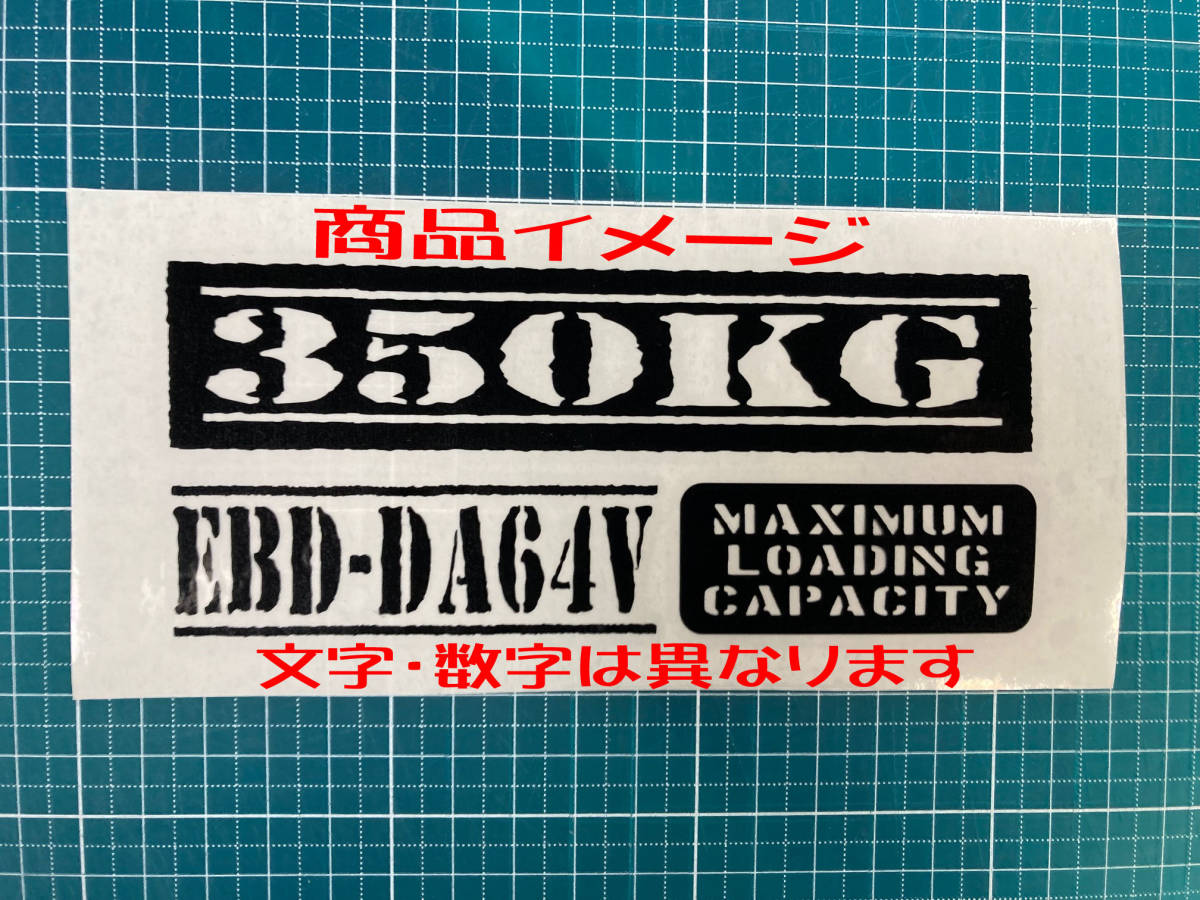 商品イメージ
350KG
EBD-DA64V
MAXIMUM
LOADING
CAPACITY
文字・数字は異なります